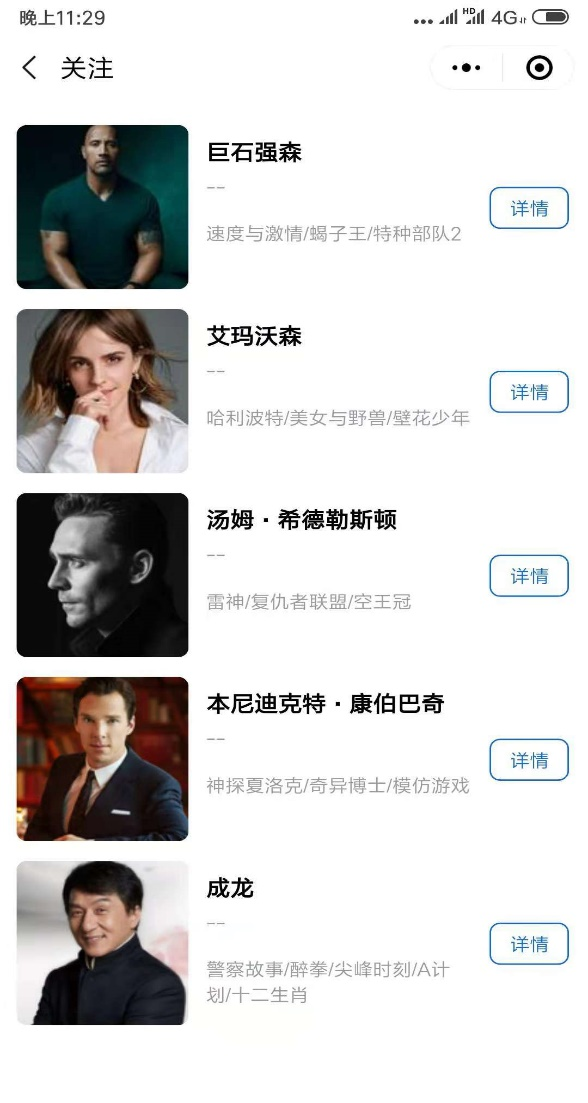 晚上11:29
HD 4G
关注
巨石强森
--
速度与激情/蝎子王/特种部队2
详情
艾玛沃森
--
哈利波特/美女与野兽/壁花少年
详情
汤姆·希德勒斯顿
--
雷神/复仇者联盟/空王冠
详情
本尼迪克特·康伯巴奇
--
神探夏洛克/奇异博士/模仿游戏
详情
成龙
--
警察故事/醉拳/尖峰时刻/A计
划/十二生肖
详情